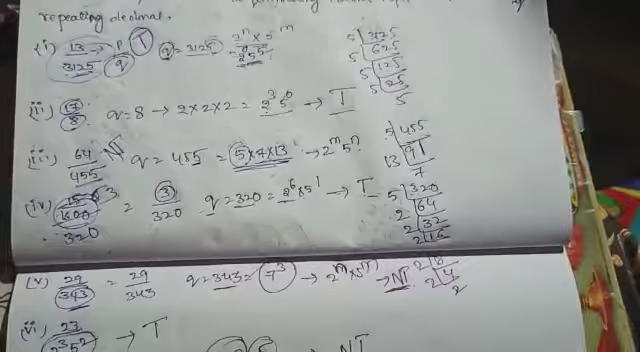 repeating decimal.
(i) 13/3125 → P/q T q = 3125 = 2^n × 5^m
2^0 5^5
5 | 3125
5 | 625
5 | 125
5 | 25
5
(ii) 17/8 q = 8 → 2×2×2 = 2^3 5^0 → T
(iii) 64/455 NT q = 455 = 5×7×13 → 2^m 5^n?
5 | 455
13 | 91
7
(iv) 15/1600 3/320 = 3/320 q = 320 = 2^6 × 5^1 → T
5 | 320
2 | 64
2 | 32
2 | 16
2 | 8
2 | 4
2
(v) 29/343 = 29/343 q = 343 = 7^3 → 2^m × 5^n → NT
(vi) 23/2^3 5^2 → T
→ NT